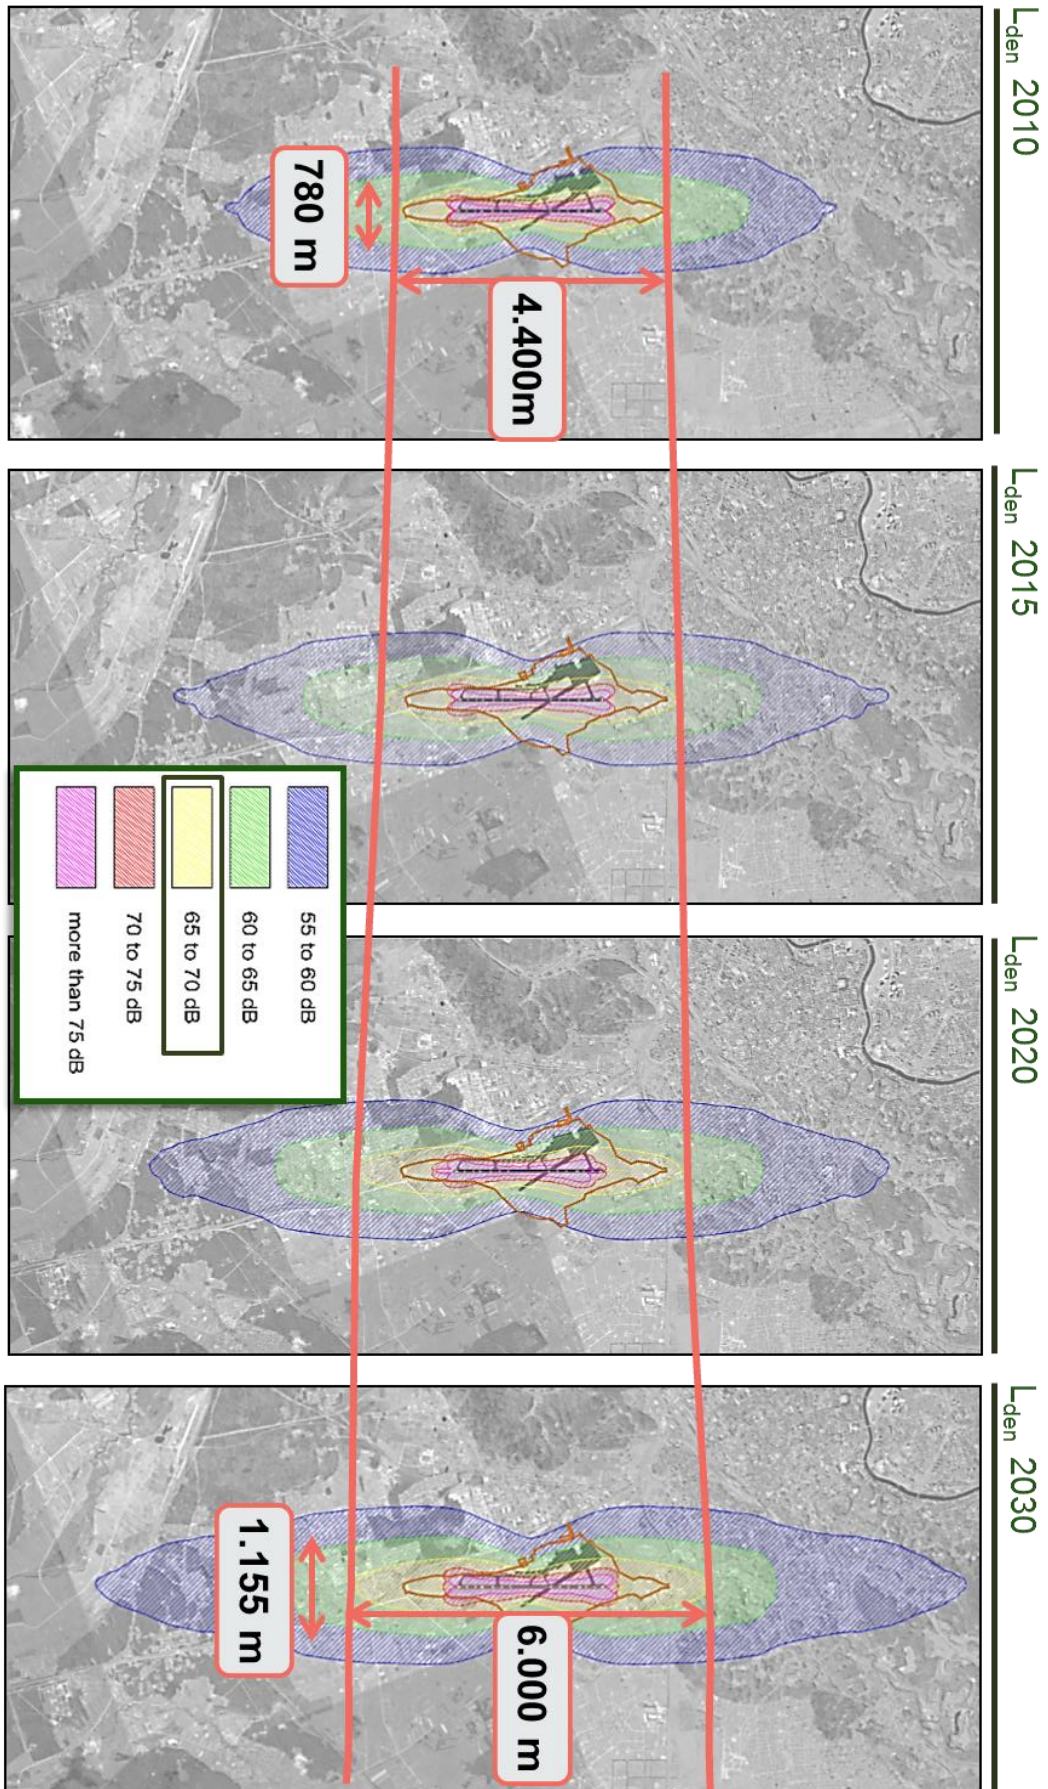 Lden 2010
780 m
4.400m
Lden 2015
Lden 2020
55 to 60 dB
60 to 65 dB
65 to 70 dB
70 to 75 dB
more than 75 dB
Lden 2030
1.155 m
6.000 m